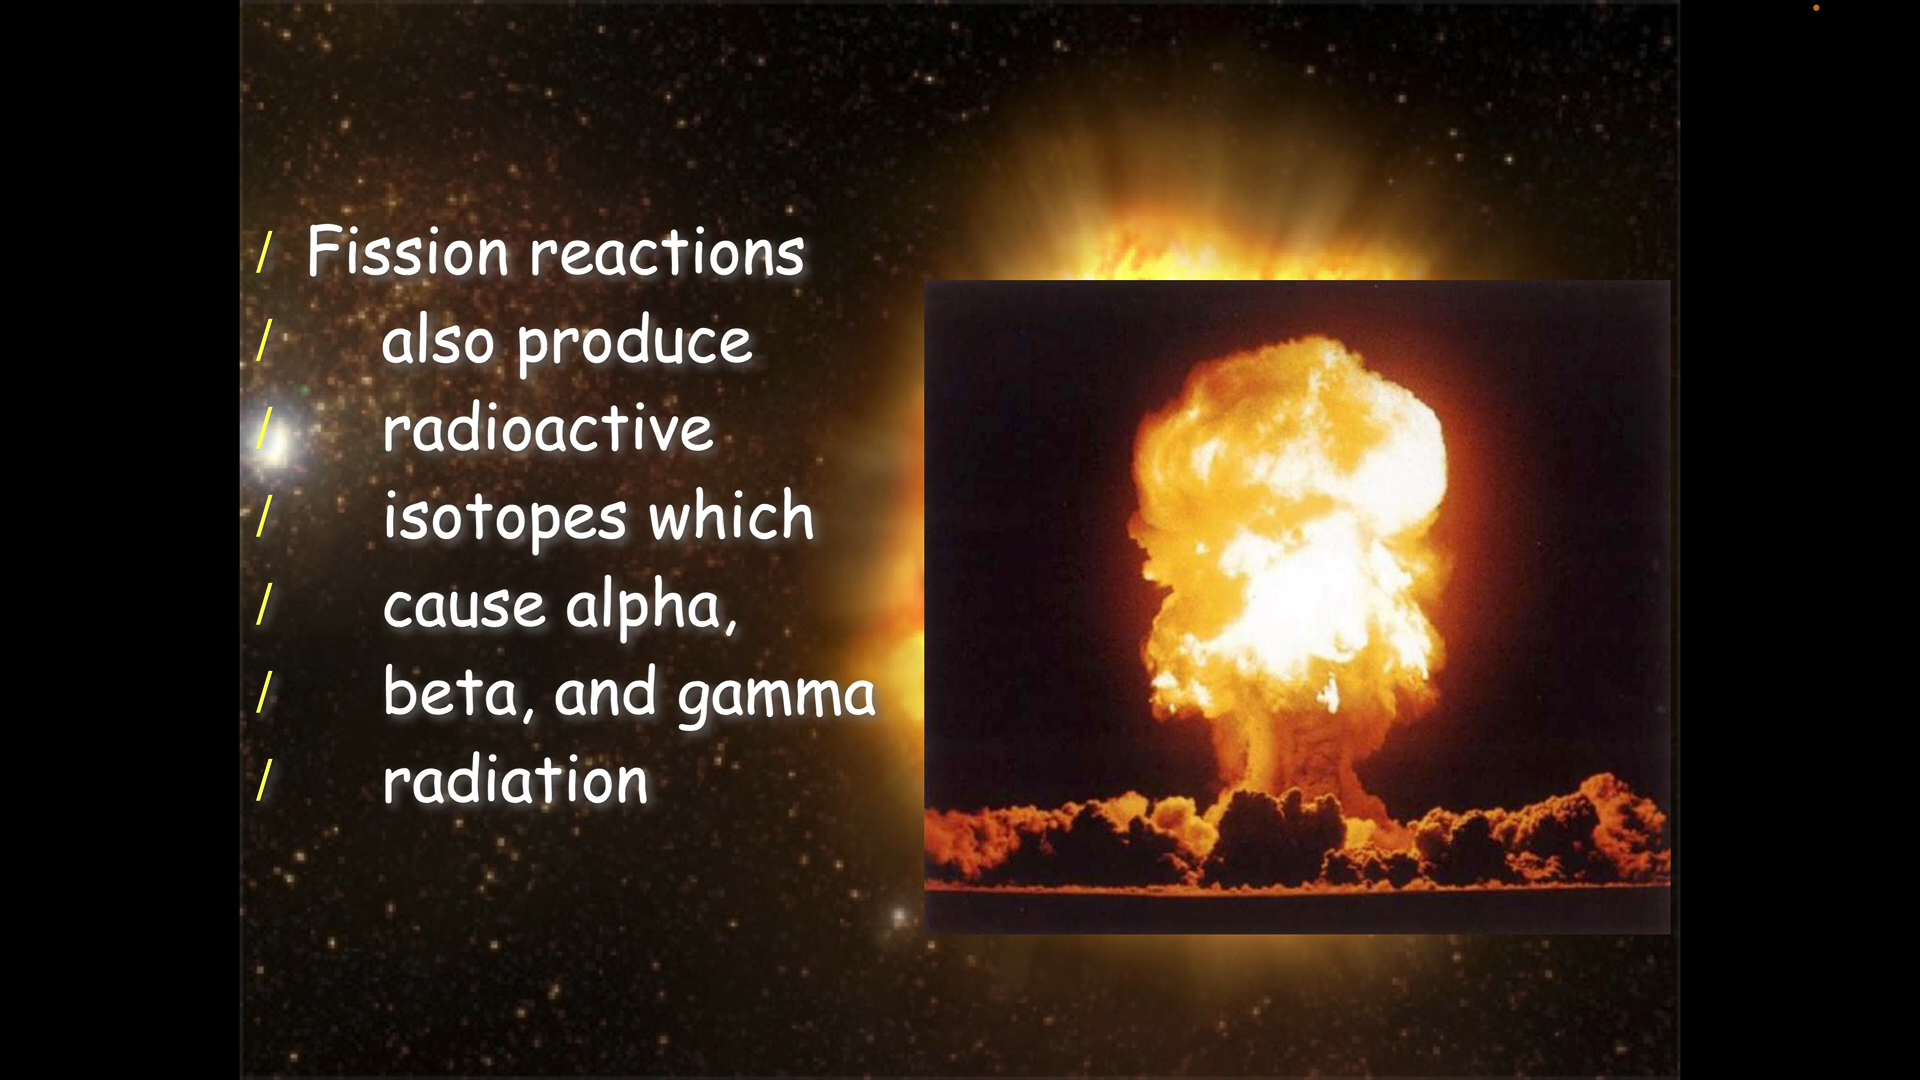 / Fission reactions
/ also produce
/ radioactive
/ isotopes which
/ cause alpha,
/ beta, and gamma
/ radiation